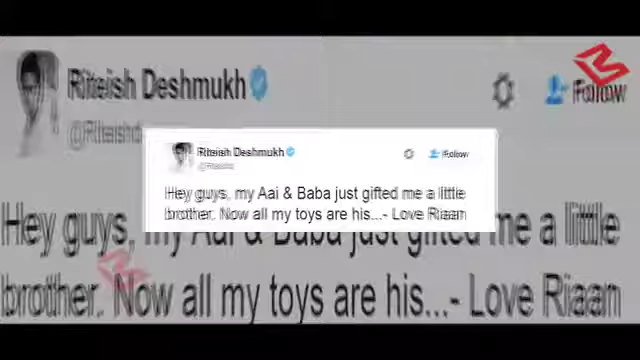 Riteish Deshmukh
Follow
@Riteishd
Riteish Deshmukh
Follow
@Riteishd
Hey guys, my Aai & Baba just gifted me a little
brother. Now all my toys are his...- Love Riaan
Hey guys, my Aai & Baba just gifted me a little
brother. Now all my toys are his...- Love Riaan